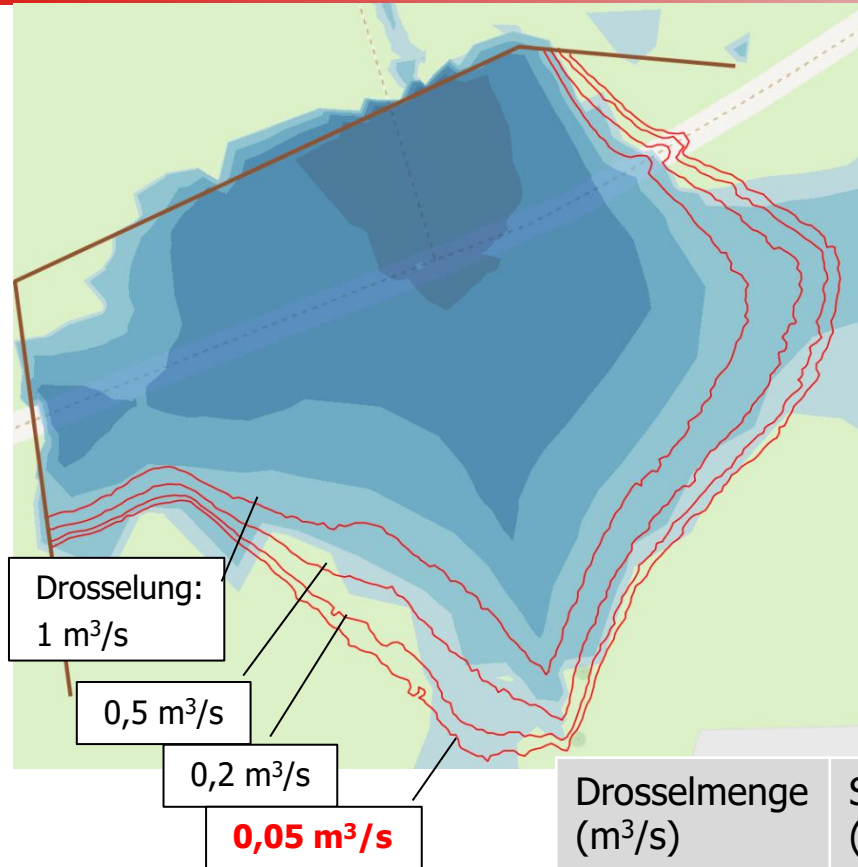 Drosselung:
1 m³/s
0,5 m³/s
0,2 m³/s
0,05 m³/s
Drosselmenge
(m³/s)
S
(